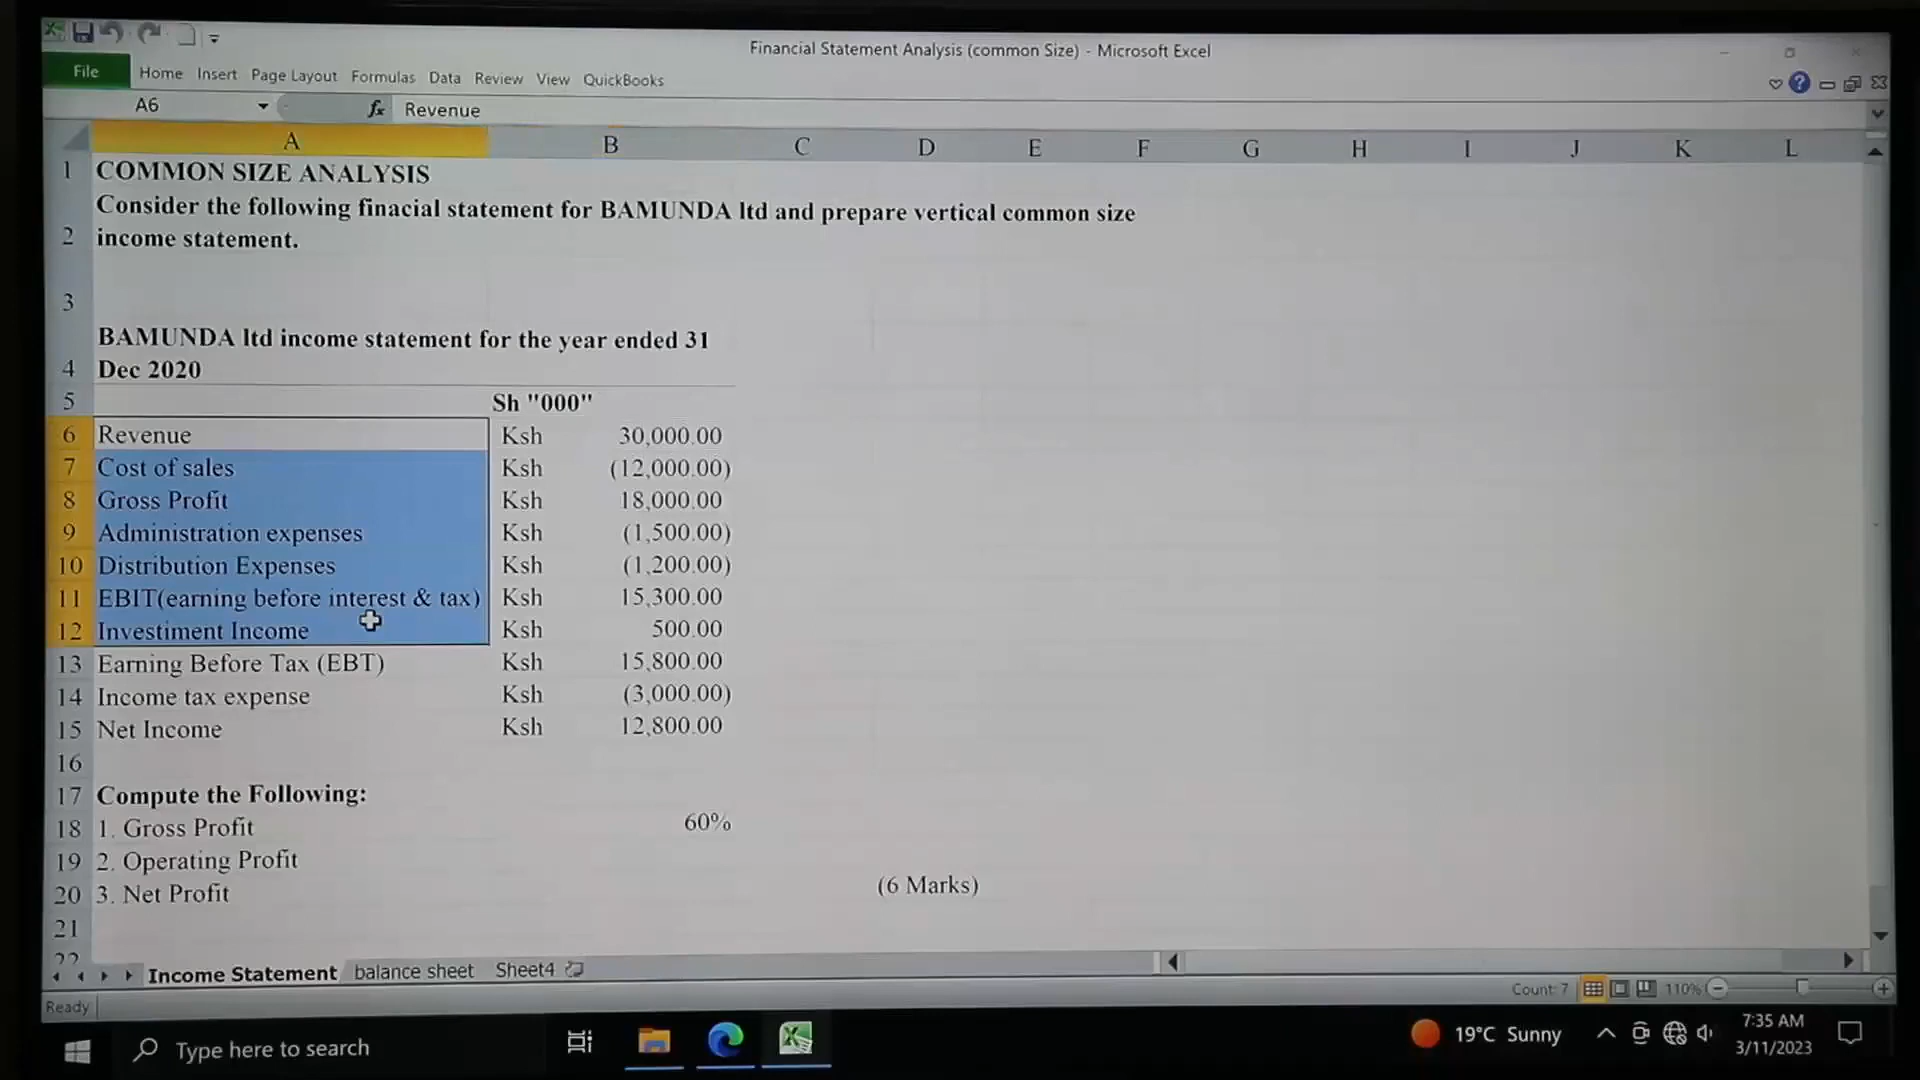 Financial Statement Analysis (common Size) - Microsoft Excel
File Home Insert Page Layout Formulas Data Review View QuickBooks
A6 fx Revenue
A B C D E F G H I J K L
1 COMMON SIZE ANALYSIS
Consider the following finacial statement for BAMUNDA ltd and prepare vertical common size
2 income statement.
3
BAMUNDA ltd income statement for the year ended 31
4 Dec 2020
5 Sh "000"
6 Revenue Ksh 30,000.00
7 Cost of sales Ksh (12,000.00)
8 Gross Profit Ksh 18,000.00
9 Administration expenses Ksh (1,500.00)
10 Distribution Expenses Ksh (1,200.00)
11 EBIT(earning before interest & tax) Ksh 15,300.00
12 Investiment Income Ksh 500.00
13 Earning Before Tax (EBT) Ksh 15,800.00
14 Income tax expense Ksh (3,000.00)
15 Net Income Ksh 12,800.00
16
17 Compute the Following:
18 1. Gross Profit 60%
19 2. Operating Profit
20 3. Net Profit (6 Marks)
21
22
Income Statement balance sheet Sheet4
Ready Count: 7 110%
Type here to search 19°C Sunny 7:35 AM
3/11/2023